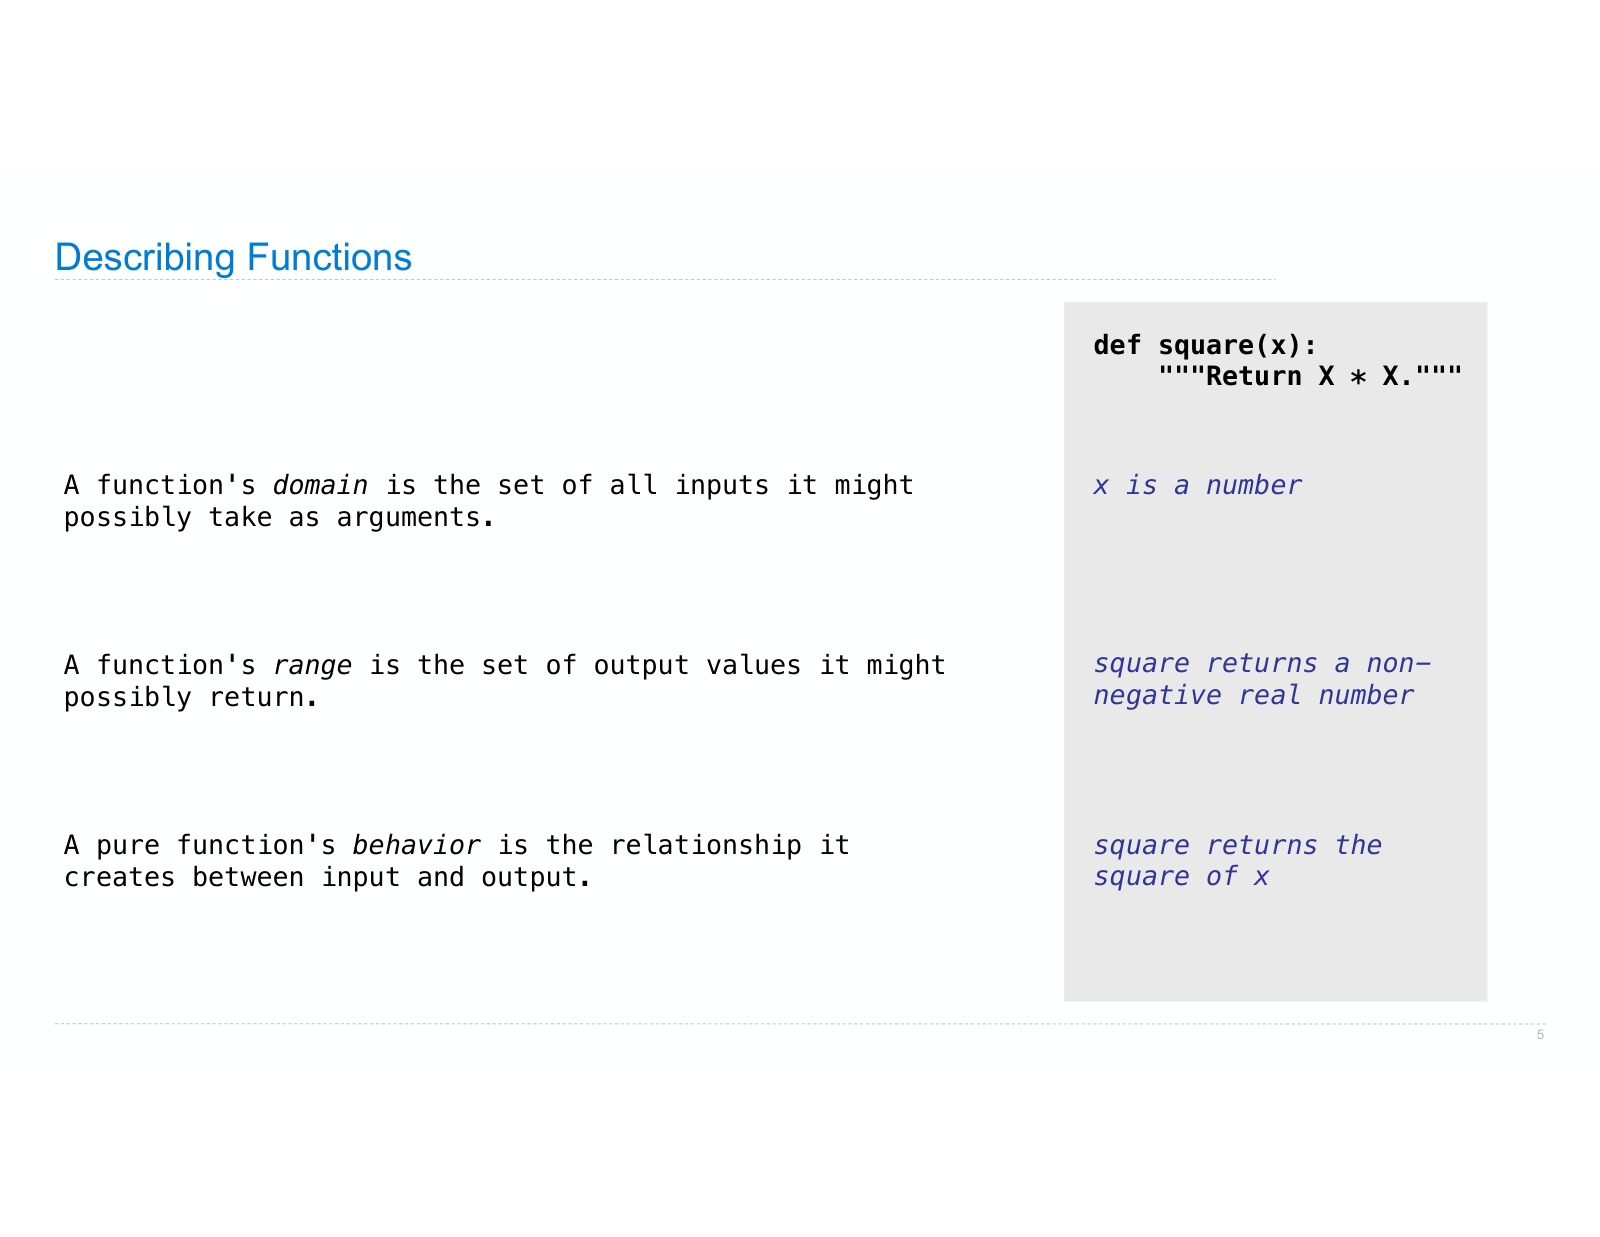 Describing Functions
def square(x):
    """Return X * X."""
A function's domain is the set of all inputs it might
possibly take as arguments.
x is a number
A function's range is the set of output values it might
possibly return.
square returns a non-
negative real number
A pure function's behavior is the relationship it
creates between input and output.
square returns the
square of x
5